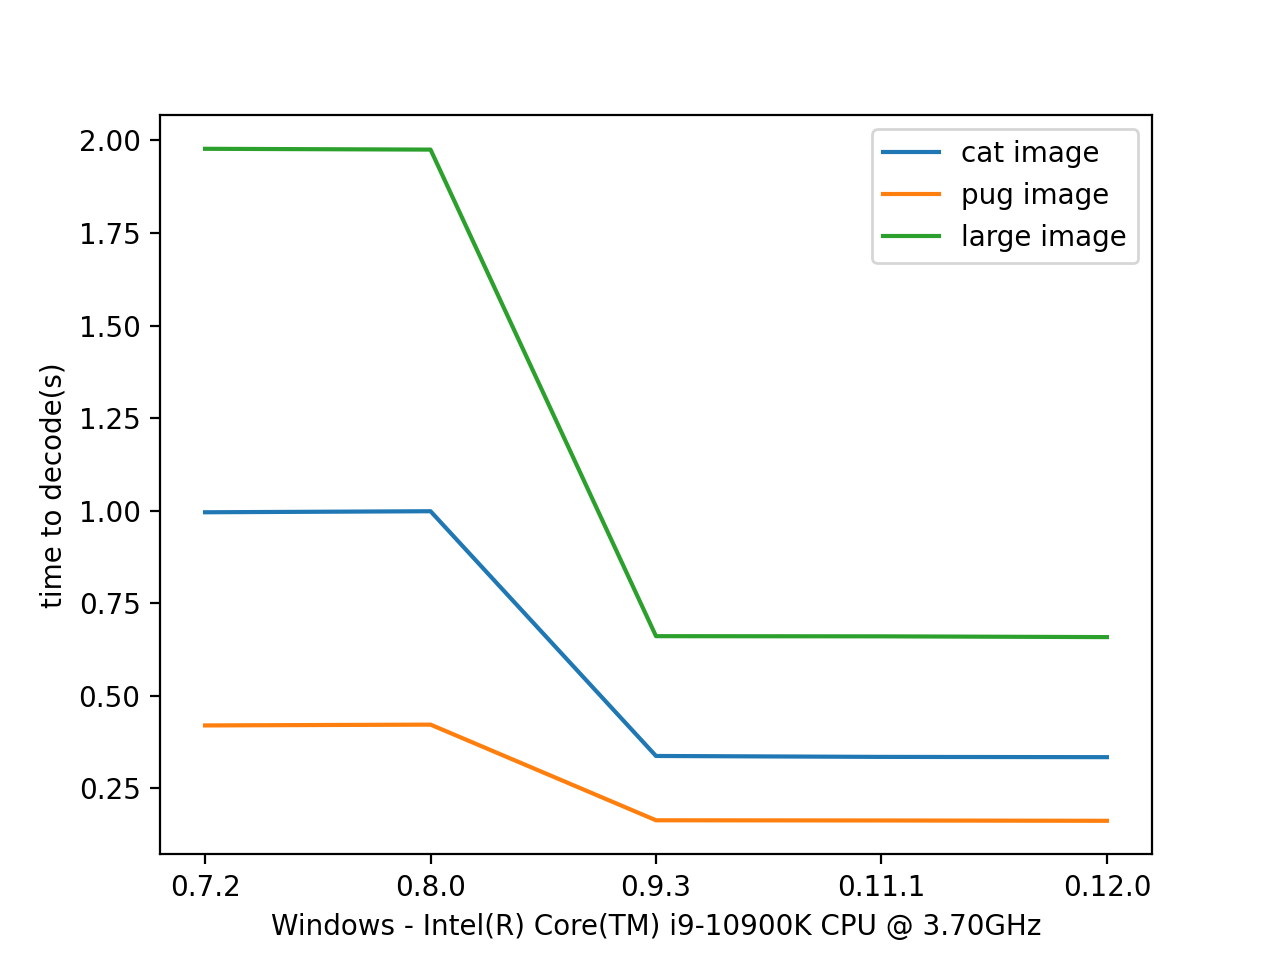 2.00
1.75
1.50
1.25
1.00
0.75
0.50
0.25
time to decode(s)
cat image
pug image
large image
0.7.2 0.8.0 0.9.3 0.11.1 0.12.0
Windows - Intel(R) Core(TM) i9-10900K CPU @ 3.70GHz